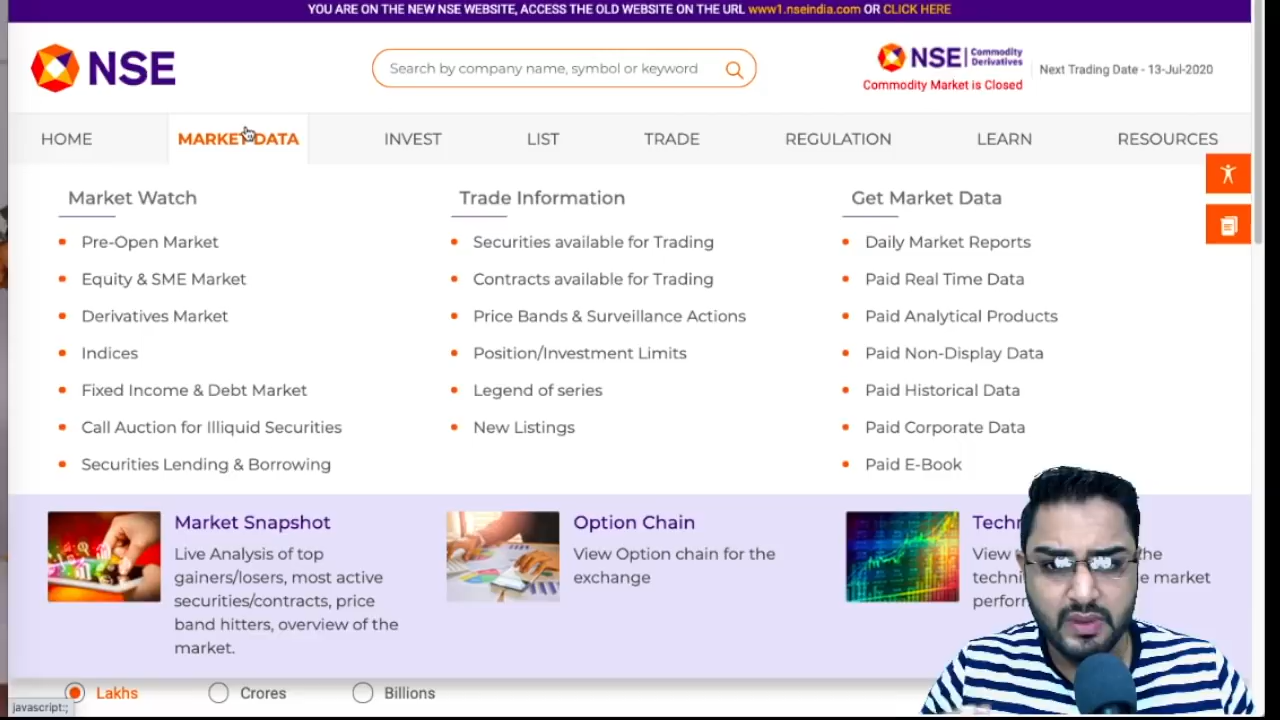 YOU ARE ON THE NEW NSE WEBSITE, ACCESS THE OLD WEBSITE ON THE URL www1.nseindia.com OR CLICK HERE
NSE
Search by company name, symbol or keyword
NSE Commodity Derivatives
Commodity Market is Closed
Next Trading Date - 13-Jul-2020
HOME MARKET DATA INVEST LIST TRADE REGULATION LEARN RESOURCES
Market Watch
Pre-Open Market
Equity & SME Market
Derivatives Market
Indices
Fixed Income & Debt Market
Call Auction for Illiquid Securities
Securities Lending & Borrowing
Trade Information
Securities available for Trading
Contracts available for Trading
Price Bands & Surveillance Actions
Position/Investment Limits
Legend of series
New Listings
Get Market Data
Daily Market Reports
Paid Real Time Data
Paid Analytical Products
Paid Non-Display Data
Paid Historical Data
Paid Corporate Data
Paid E-Book
Market Snapshot
Live Analysis of top
gainers/losers, most active
securities/contracts, price
band hitters, overview of the
market.
Option Chain
View Option chain for the
exchange
View the
market
Lakhs Crores Billions
javascript:;